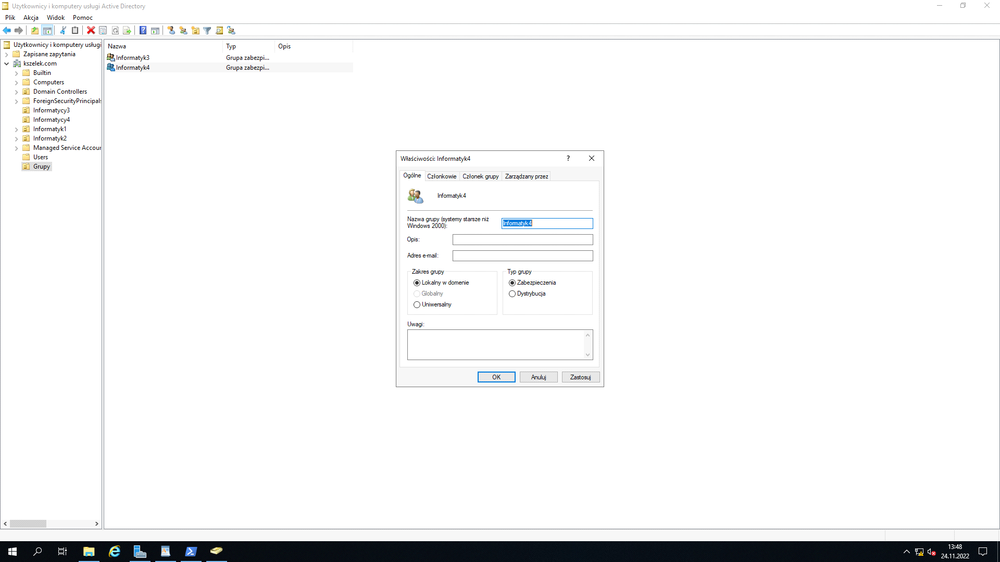 Użytkownicy i komputery usługi Active Directory
Plik Akcja Widok Pomoc
Użytkownicy i komputery usługi
Zapisane zapytania
kszelek.com
Builtin
Computers
Domain Controllers
ForeignSecurityPrincipals
Informatycy3
Informatycy4
Informatyk1
Informatyk2
Managed Service Accour
Users
Grupy
Nazwa Typ Opis
Informatyk3 Grupa zabezpi...
Informatyk4 Grupa zabezpi...
Właściwości: Informatyk4 ?
Ogólne Członkowie Członek grupy Zarządzany przez
Informatyk4
Nazwa grupy (systemy starsze niż
Windows 2000):
Informatyk4
Opis:
Adres e-mail:
Zakres grupy
Lokalny w domenie
Globalny
Uniwersalny
Typ grupy
Zabezpieczenia
Dystrybucja
Uwagi:
OK Anuluj Zastosuj
13:48
24.11.2022